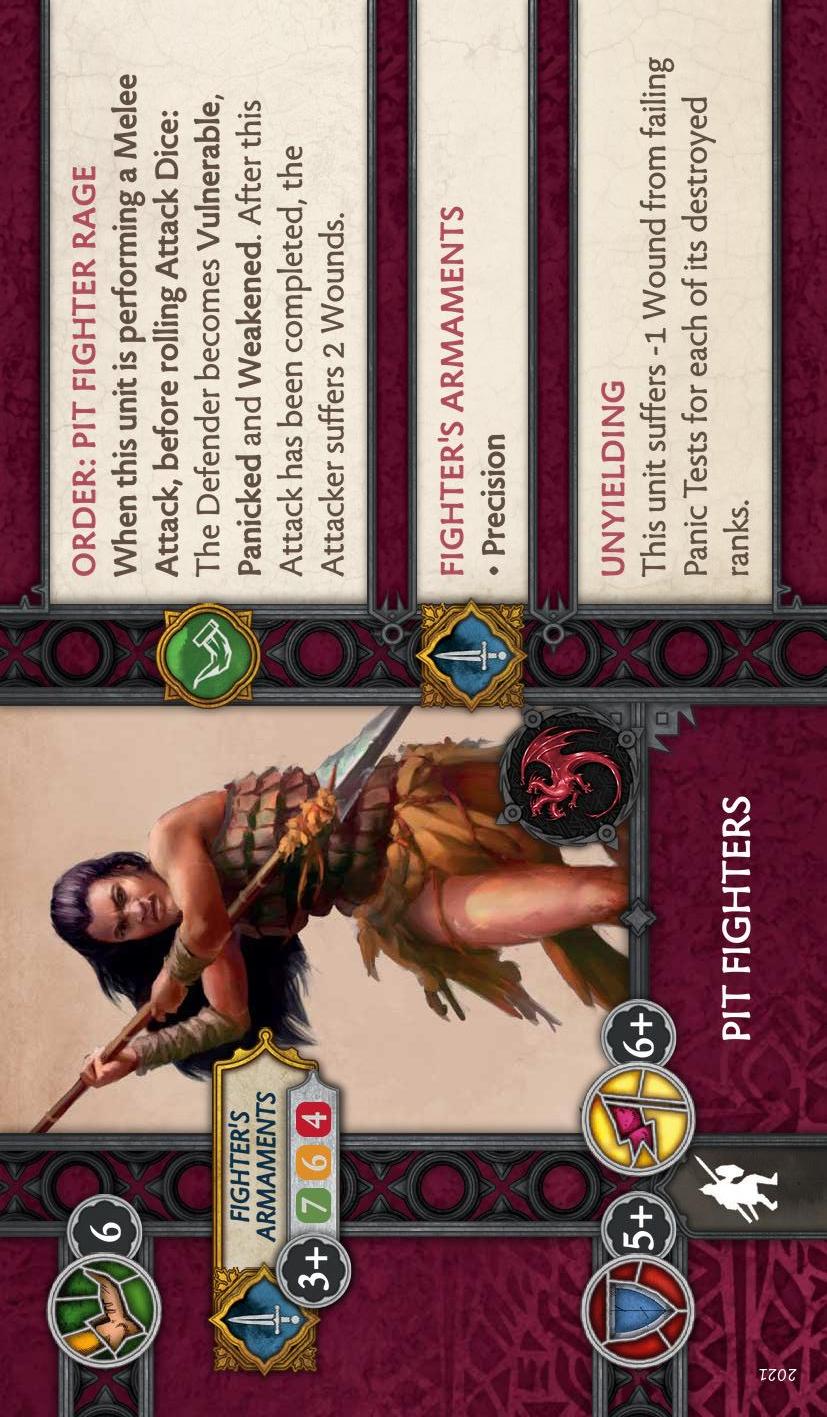 6
FIGHTER'S
ARMAMENTS
3+
7 6 4
5+
6+
PIT FIGHTERS
2021
ORDER: PIT FIGHTER RAGE
When this unit is performing a Melee
Attack, before rolling Attack Dice:
The Defender becomes Vulnerable,
Panicked and Weakened. After this
Attack has been completed, the
Attacker suffers 2 Wounds.
FIGHTER'S ARMAMENTS
• Precision
UNYIELDING
This unit suffers -1 Wound from failing
Panic Tests for each of its destroyed
ranks.